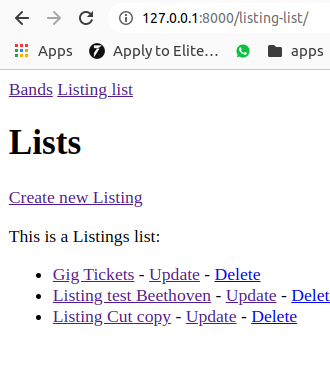 127.0.0.1:8000/listing-list/
Apps Apply to Elite… apps
Bands Listing list
Lists
Create new Listing
This is a Listings list:
Gig Tickets - Update - Delete
Listing test Beethoven - Update - Delet
Listing Cut copy - Update - Delete